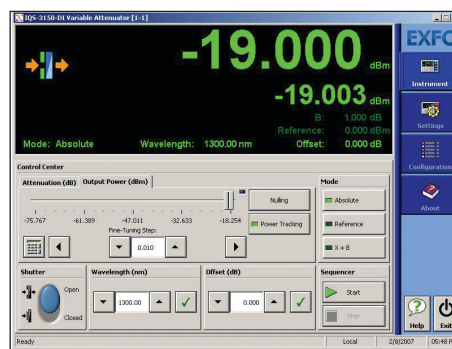 IQS-3150-DI Variable Attenuator [1-1]
EXFO
-19.000 dBm
-19.003 dBm
B: 1.000 dB
Reference: 0.000 dBm
Mode: Absolute Wavelength: 1300.00 nm Offset: 0.000 dB
Instrument
Settings
Configuration
About
Control Center
Attenuation (dB) Output Power (dBm)
-75.767 -61.389 -47.011 -32.633 -18.254
Fine-Tuning Step:
0.010
Nulling
Power Tracking
Mode
Absolute
Reference
X + B
Shutter
Open
Closed
Wavelength (nm)
1300.00
Offset (dB)
0.000
Sequencer
Start
Stop
Help Exit
Ready Local 2/8/2007 05:48 P